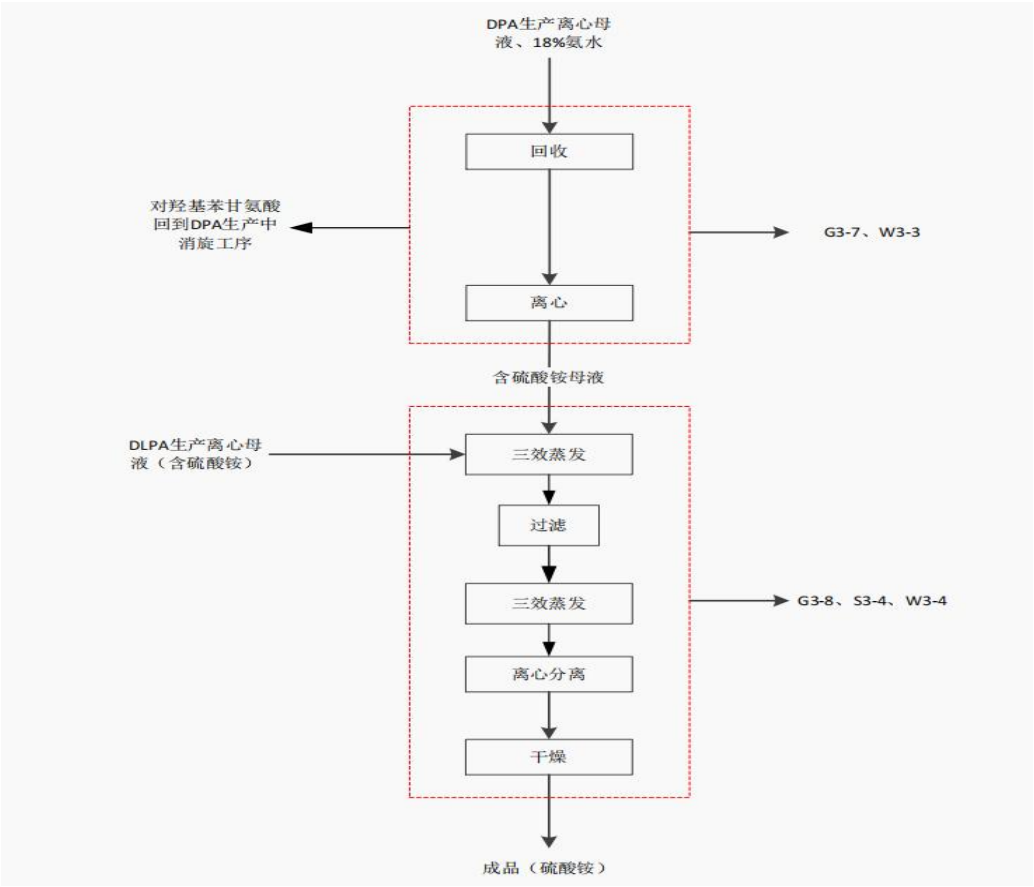 DPA生产离心母
液、18%氨水
回收
对羟基苯甘氨酸
回到DPA生产中
消旋工序
G3-7、W3-3
离心
含硫酸铵母液
DLPA生产离心母
液（含硫酸铵）
三效蒸发
过滤
三效蒸发
G3-8、S3-4、W3-4
离心分离
干燥
成品（硫酸铵）